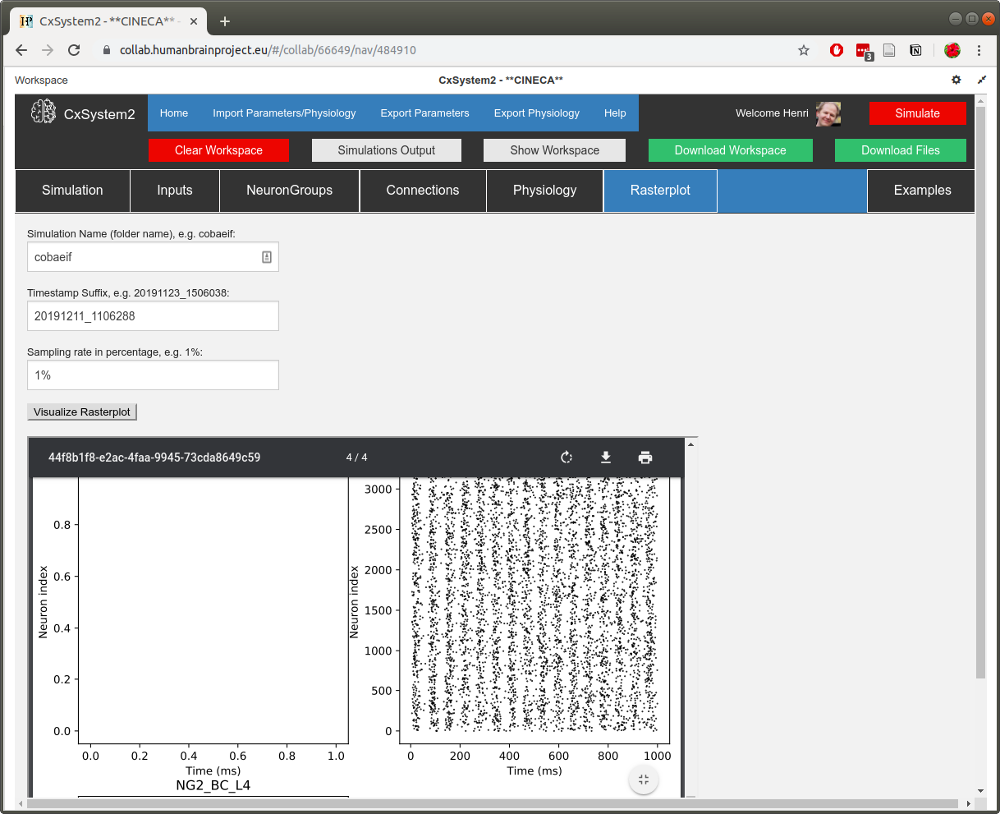 CxSystem2 - **CINECA** -
collab.humanbrainproject.eu/#/collab/66649/nav/484910
3
Workspace
CxSystem2 - **CINECA**
CxSystem2
Home
Import Parameters/Physiology
Export Parameters
Export Physiology
Help
Welcome Henri
Simulate
Clear Workspace
Simulations Output
Show Workspace
Download Workspace
Download Files
Simulation
Inputs
NeuronGroups
Connections
Physiology
Rasterplot
Examples
Simulation Name (folder name), e.g. cobaeif:
cobaeif
Timestamp Suffix, e.g. 20191123_1506038:
20191211_1106288
Sampling rate in percentage, e.g. 1%:
1%
Visualize Rasterplot
44f8b1f8-e2ac-4faa-9945-73cda8649c59
4 / 4
0.8
0.6
0.4
0.2
0.0
Neuron index
0.0 0.2 0.4 0.6 0.8 1.0
Time (ms)
NG2_BC_L4
3000
2500
2000
1500
1000
500
0
Neuron index
0 200 400 600 800 1000
Time (ms)